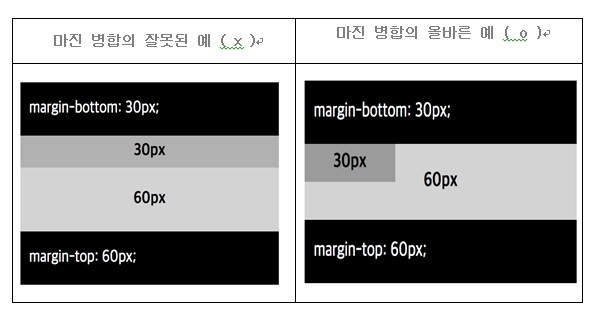 마진 병합의 잘못된 예 ( x )↵
마진 병합의 올바른 예 ( o )↵
margin-bottom: 30px;
30px
60px
margin-top: 60px;
margin-bottom: 30px;
30px
60px
margin-top: 60px;